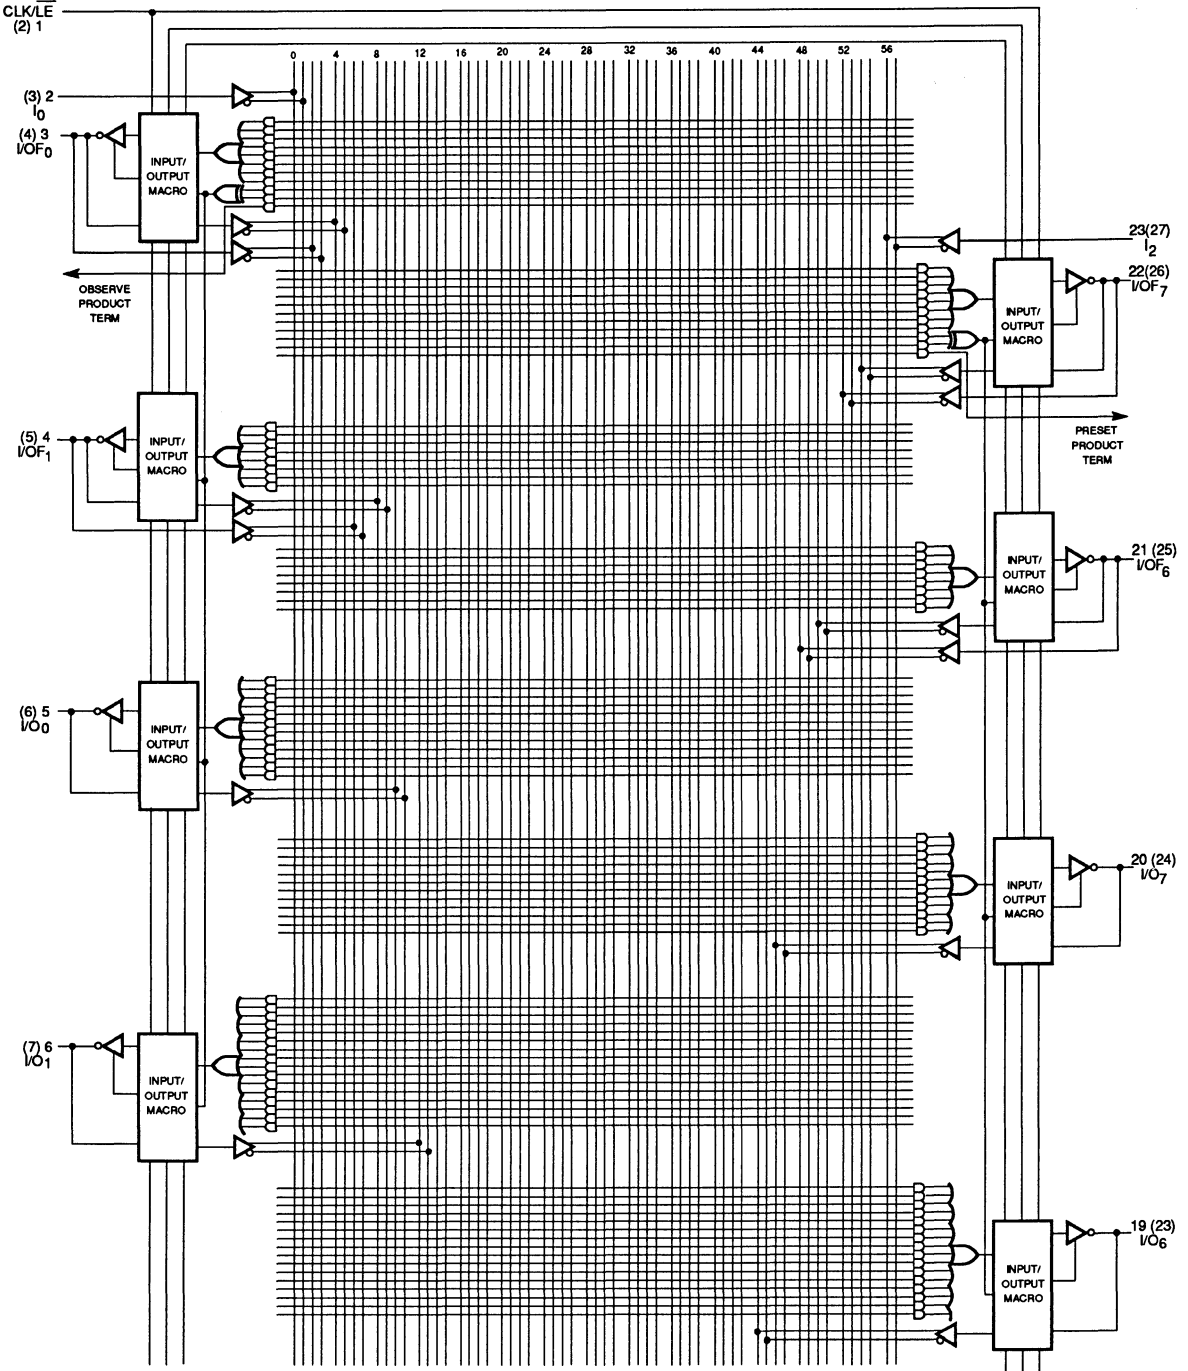 CLK/LE
(2) 1
0 4 8 12 16 20 24 28 32 36 40 42 44 48 52 56
(3) 2
I0
(4) 3
I/OF0
INPUT/
OUTPUT
MACRO
OBSERVE
PRODUCT
TERM
23(27)
I2
22(26)
I/OF7
INPUT/
OUTPUT
MACRO
PRESET
PRODUCT
TERM
(5) 4
I/OF1
INPUT/
OUTPUT
MACRO
21 (25)
I/OF6
INPUT/
OUTPUT
MACRO
(6) 5
I/O0
INPUT/
OUTPUT
MACRO
20 (24)
I/O7
INPUT/
OUTPUT
MACRO
(7) 6
I/O1
INPUT/
OUTPUT
MACRO
19 (23)
I/O6
INPUT/
OUTPUT
MACRO